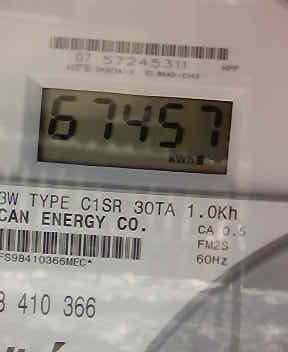 07 57245311
67457
kWh
3W TYPE C1SR 30TA 1.0Kh
CAN ENERGY CO.
CA 0.5
FM2S
60Hz
FS98410366MEC*
8 410 366